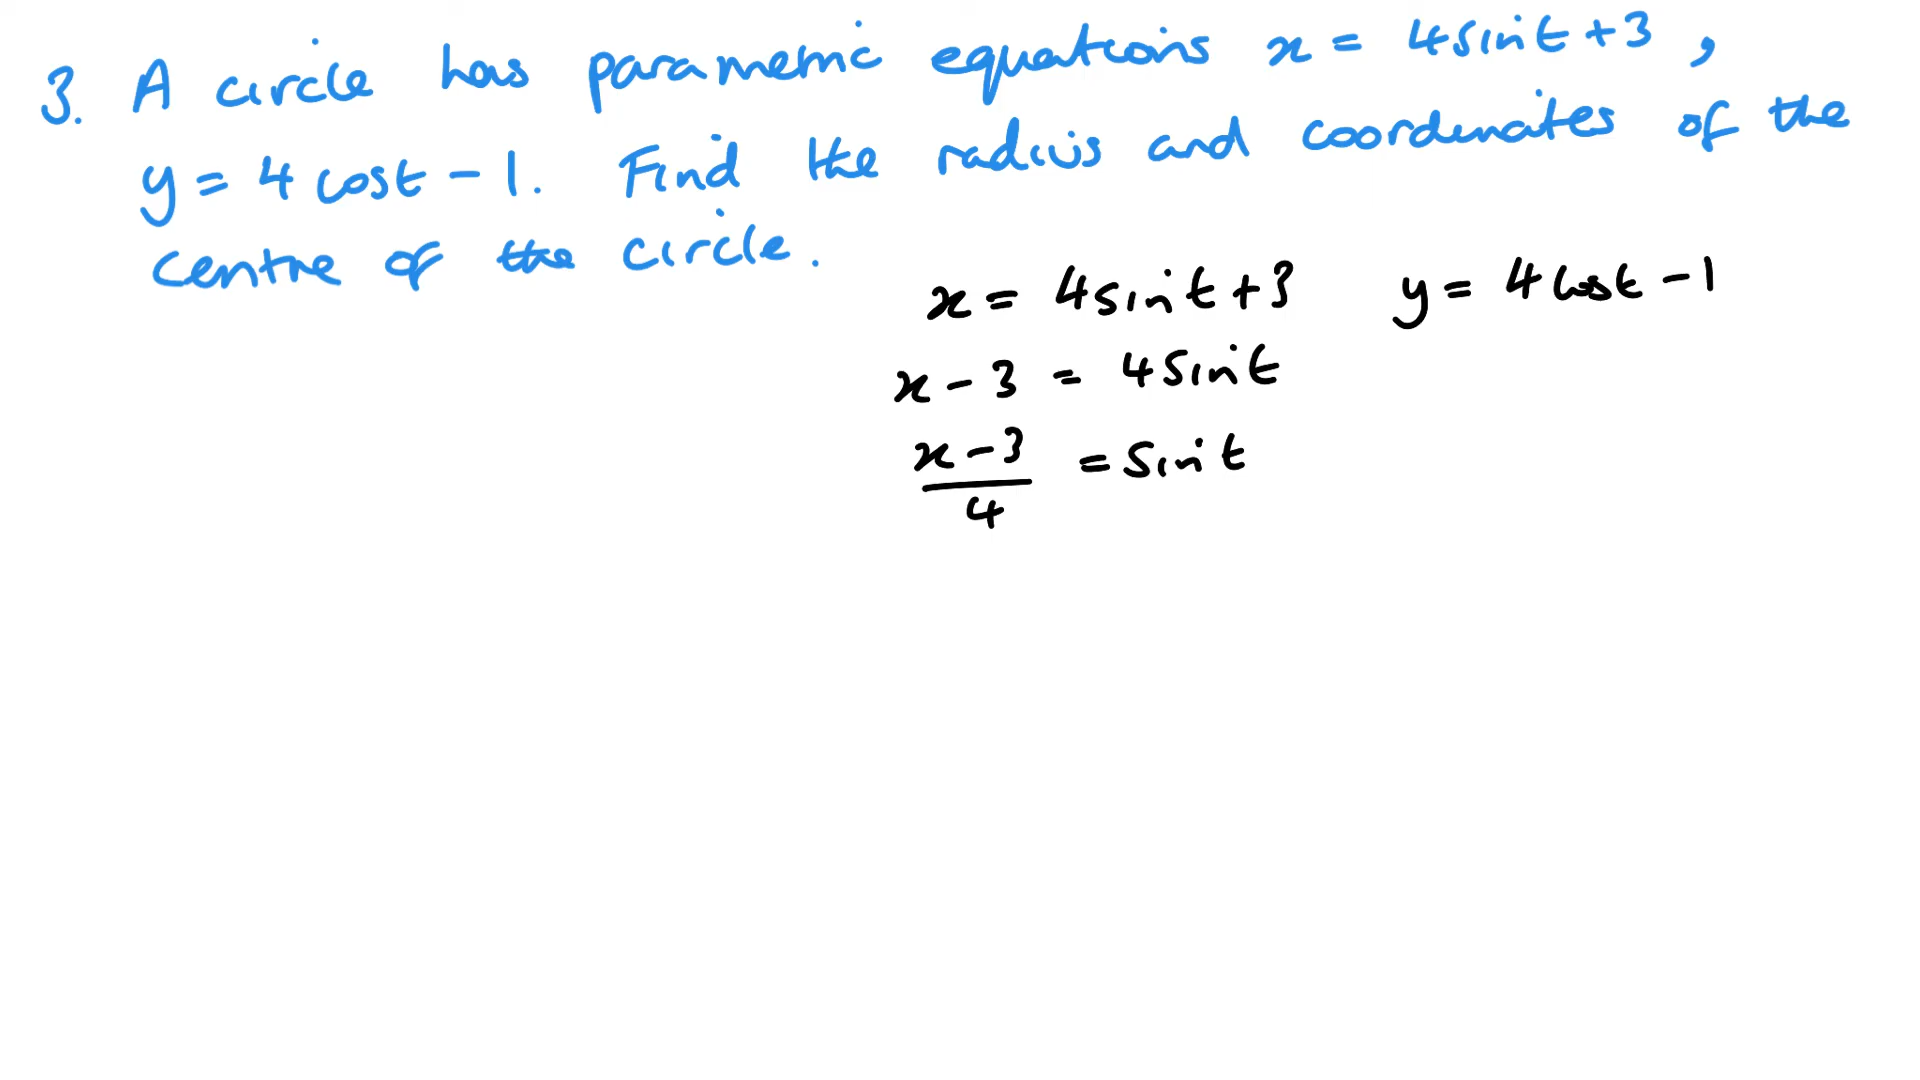 3. A circle has parametric equations x = 4sint+3,
y = 4cost - 1. Find the radius and coordinates of the
centre of the circle.
x = 4sint+3 y = 4cost - 1
x - 3 = 4sint
x - 3 / 4 = sint